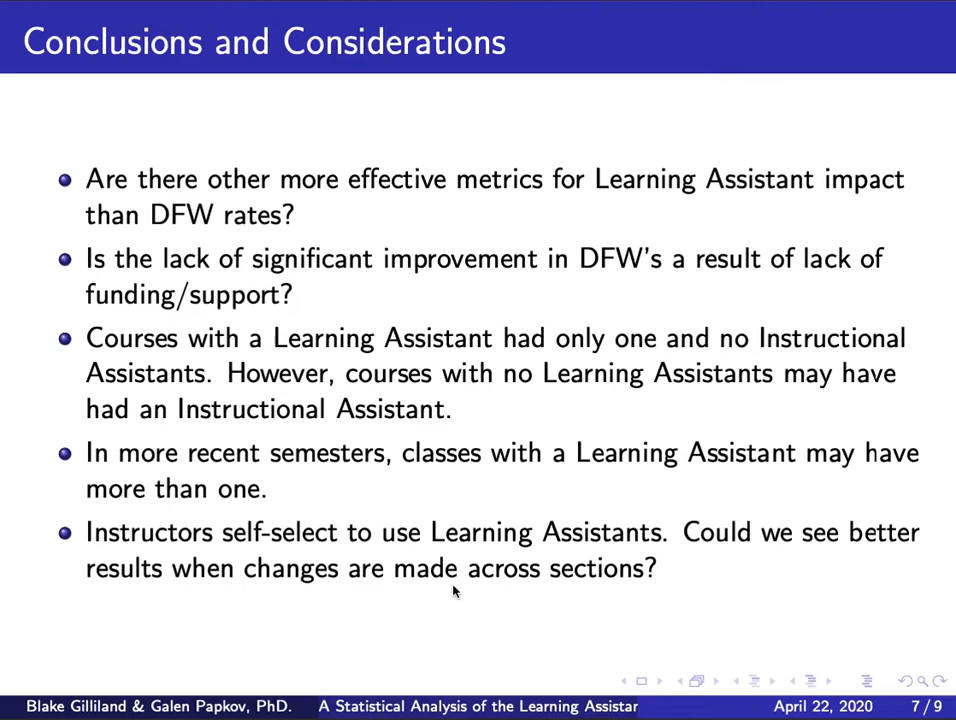 Conclusions and Considerations
Are there other more effective metrics for Learning Assistant impact
than DFW rates?
Is the lack of significant improvement in DFW's a result of lack of
funding/support?
Courses with a Learning Assistant had only one and no Instructional
Assistants. However, courses with no Learning Assistants may have
had an Instructional Assistant.
In more recent semesters, classes with a Learning Assistant may have
more than one.
Instructors self-select to use Learning Assistants. Could we see better
results when changes are made across sections?
Blake Gilliland & Galen Papkov, PhD. A Statistical Analysis of the Learning Assistar April 22, 2020 7 / 9